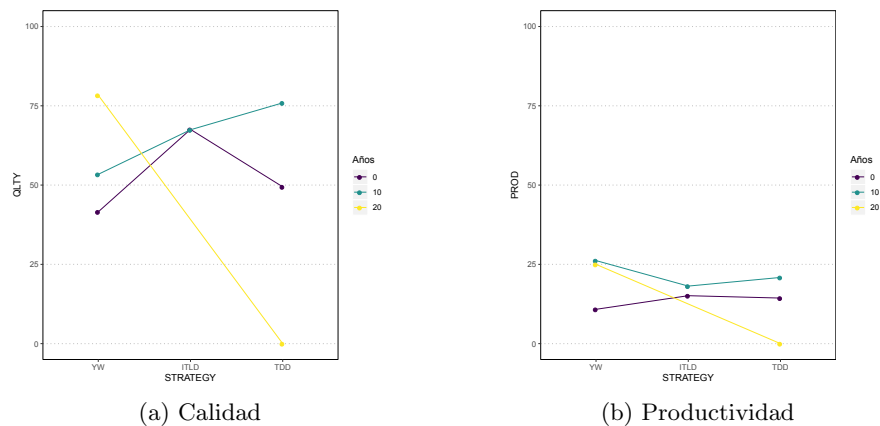 100
75
50
25
0
QLTY
YW ITLD TDD
STRATEGY
Años
0
10
20
(a) Calidad
100
75
50
25
0
PROD
YW ITLD TDD
STRATEGY
Años
0
10
20
(b) Productividad